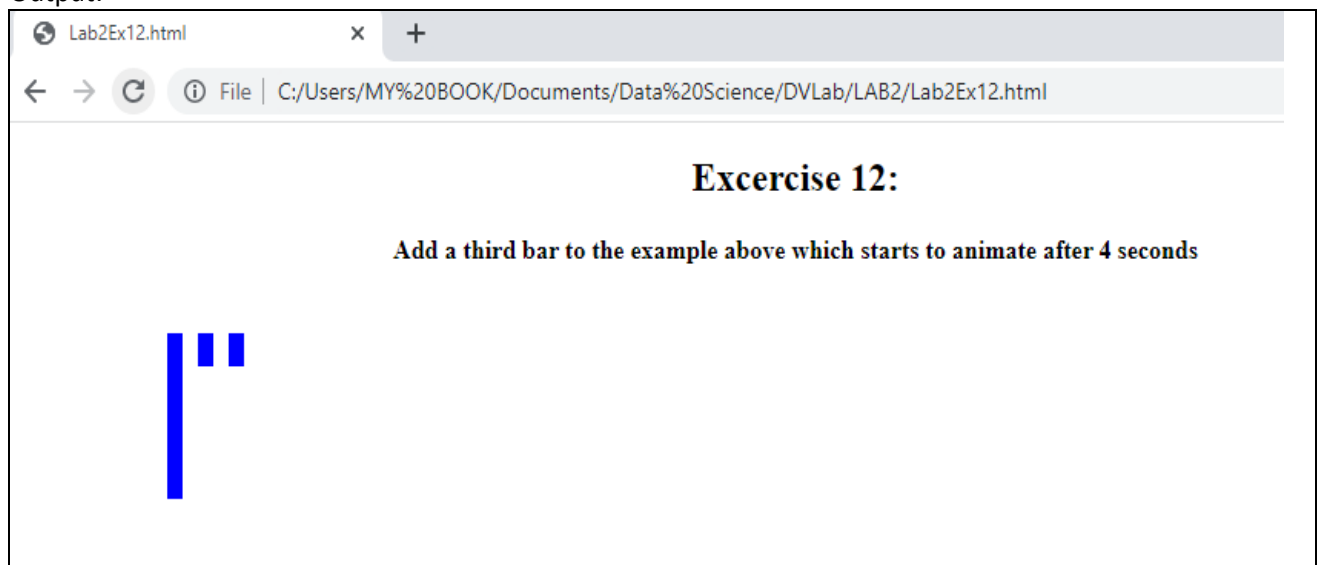 Output:
Lab2Ex12.html
File | C:/Users/MY%20BOOK/Documents/Data%20Science/DVLab/LAB2/Lab2Ex12.html
Excercise 12:
Add a third bar to the example above which starts to animate after 4 seconds